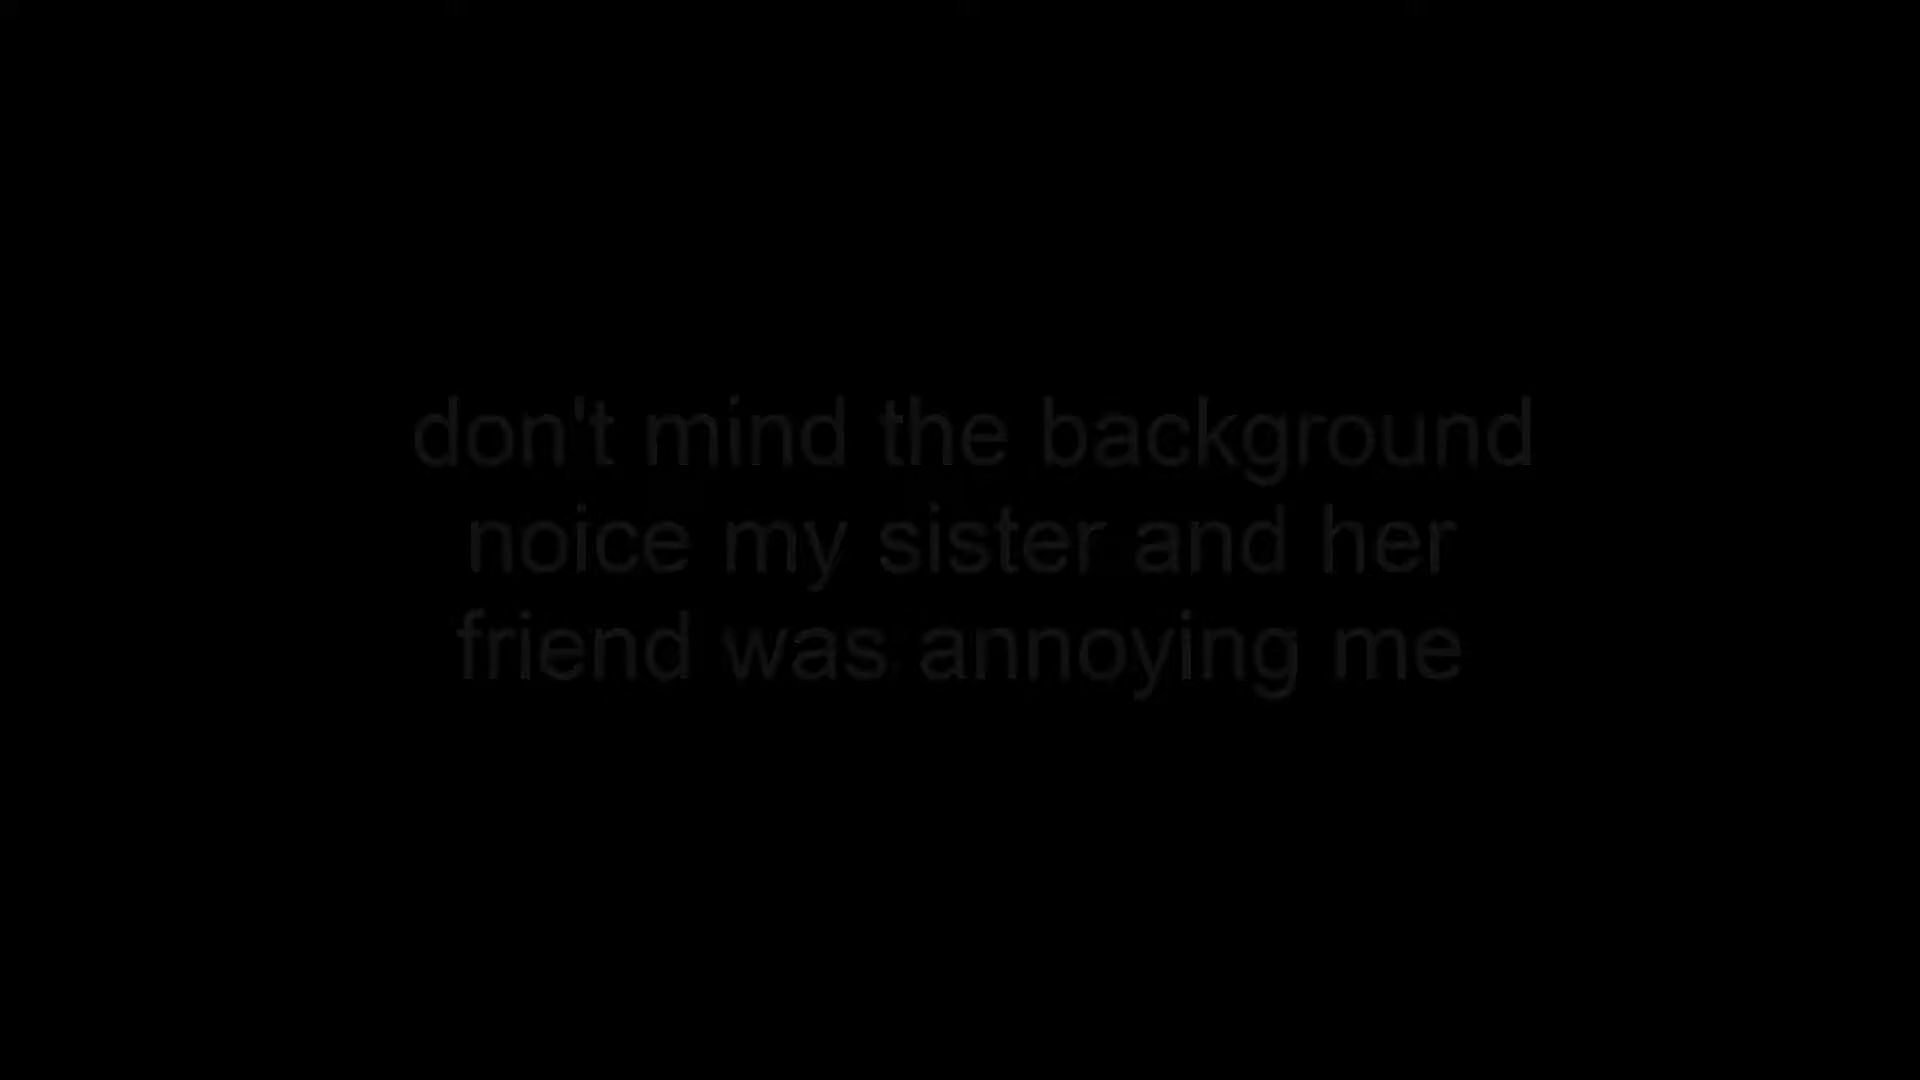 don't mind the background
noice my sister and her
friend was annoying me